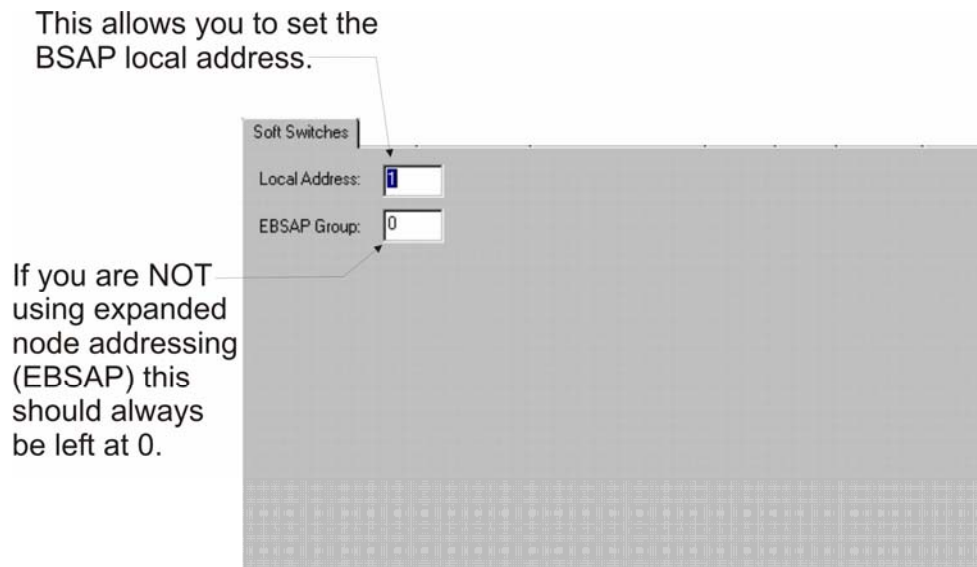 This allows you to set the
BSAP local address.
Soft Switches
Local Address:
1
EBSAP Group:
0
If you are NOT
using expanded
node addressing
(EBSAP) this
should always
be left at 0.